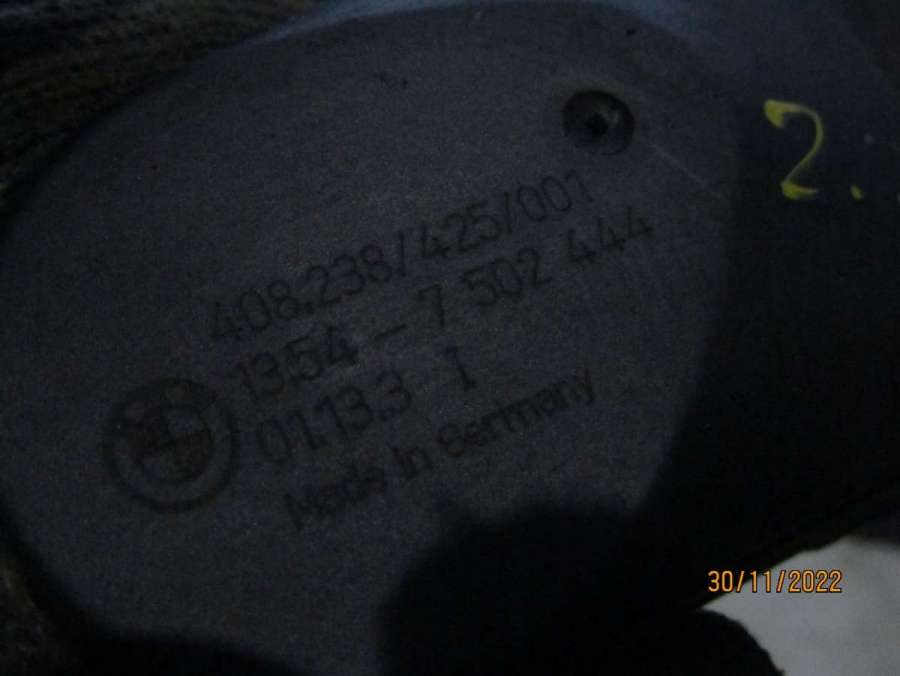 2.
408.238/425/001
13.54 - 7 502 444
01.13.3 I
Made in Germany
30/11/2022